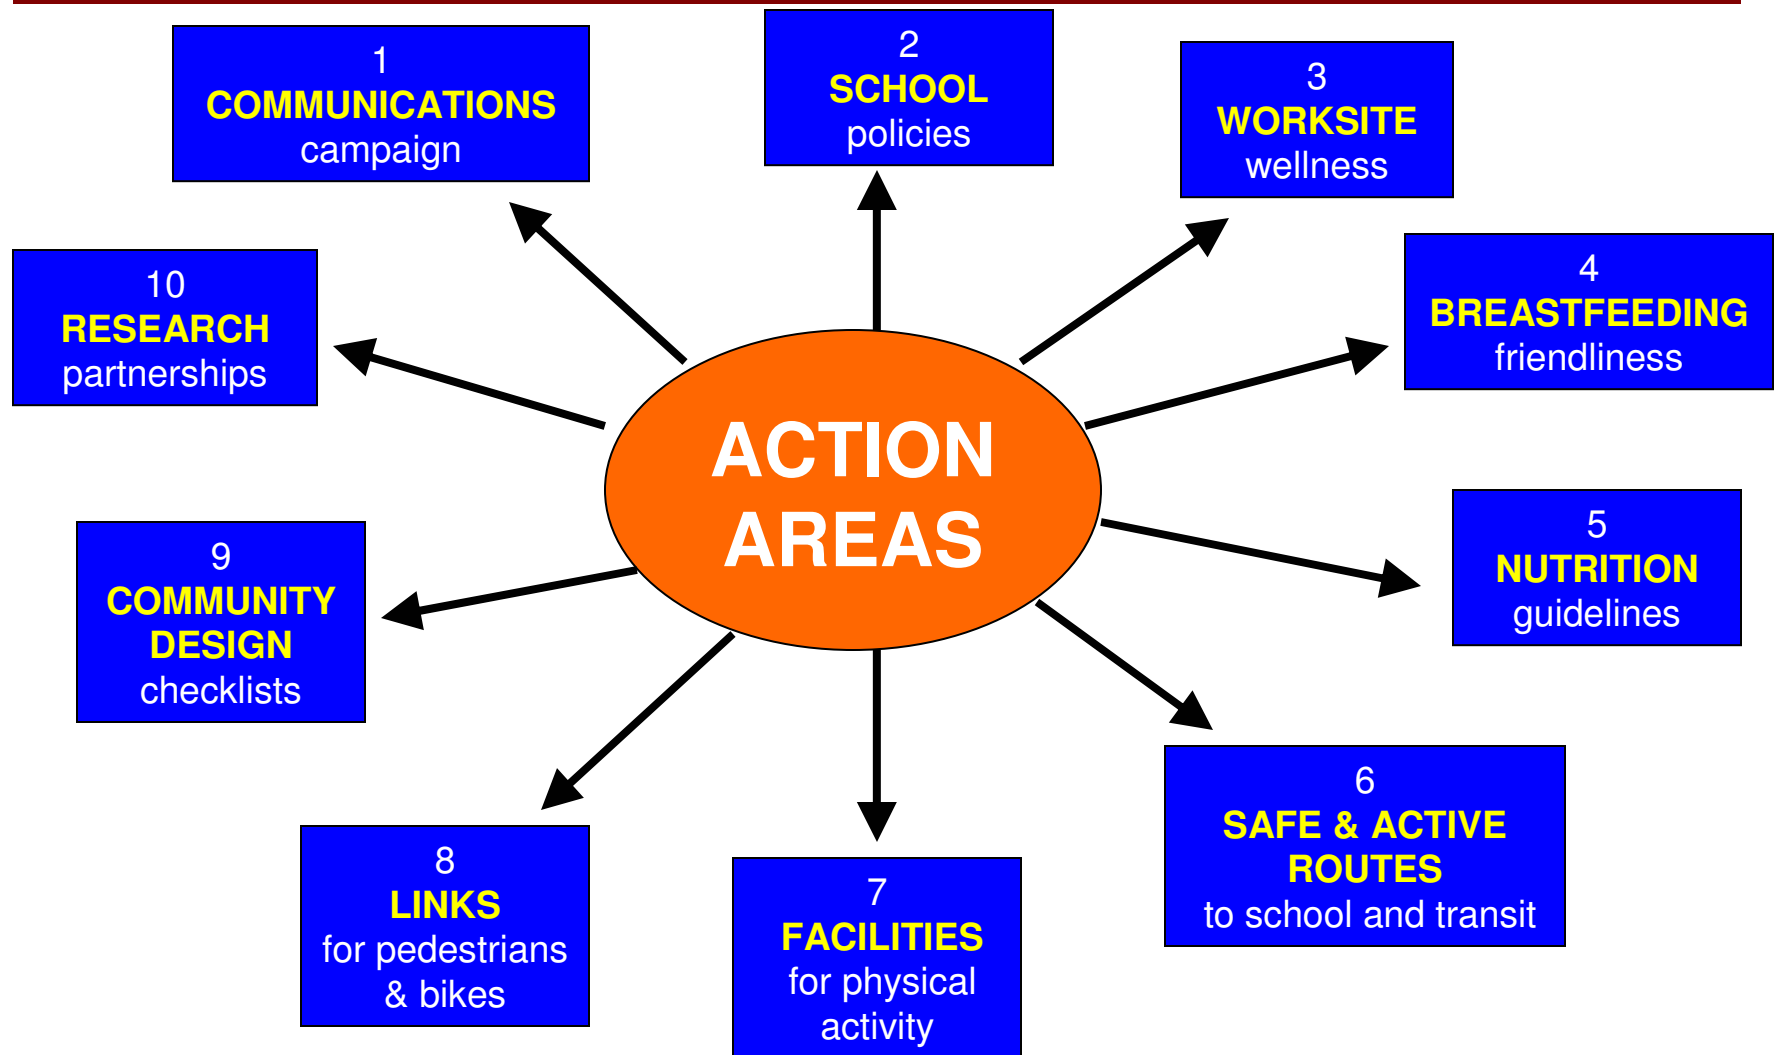 1
COMMUNICATIONS
campaign
2
SCHOOL
policies
3
WORKSITE
wellness
4
BREASTFEEDING
friendliness
5
NUTRITION
guidelines
6
SAFE & ACTIVE
ROUTES
to school and transit
7
FACILITIES
for physical
activity
8
LINKS
for pedestrians
& bikes
9
COMMUNITY
DESIGN
checklists
10
RESEARCH
partnerships
ACTION
AREAS